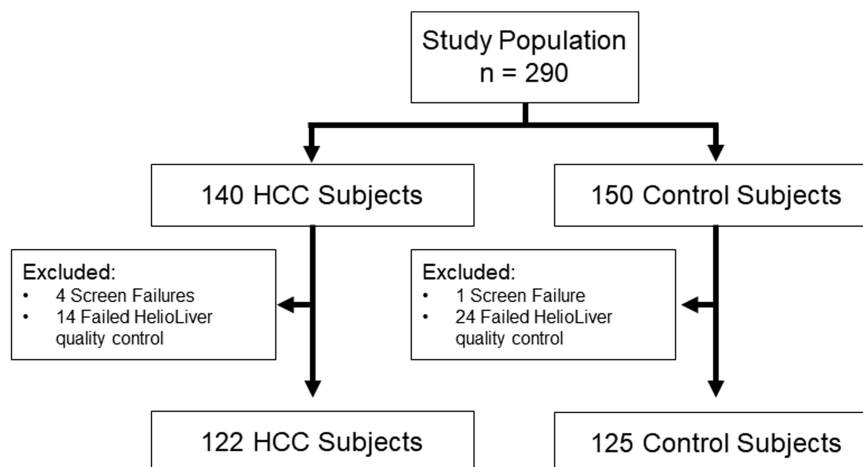 Study Population
n = 290
140 HCC Subjects
150 Control Subjects
Excluded:
• 4 Screen Failures
• 14 Failed HelioLiver
quality control
Excluded:
• 1 Screen Failure
• 24 Failed HelioLiver
quality control
122 HCC Subjects
125 Control Subjects